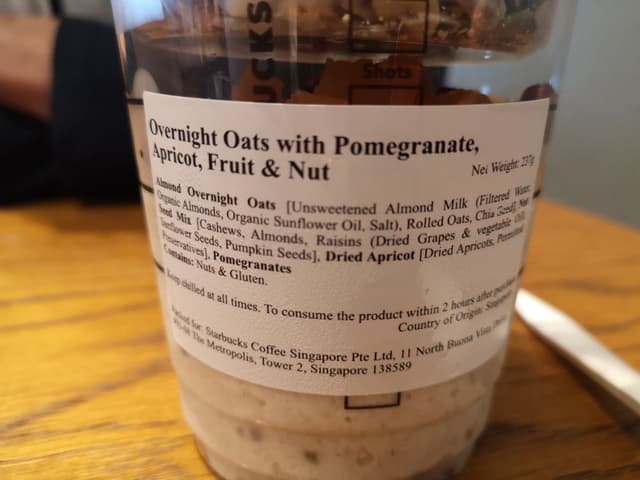 UCKS
Shots
Overnight Oats with Pomegranate,
Apricot, Fruit & Nut
Net Weight: 237g
Almond Overnight Oats [Unsweetened Almond Milk (Filtered Water,
Organic Almonds, Organic Sunflower Oil, Salt), Rolled Oats, Chia Seed], Nut
Seed Mix [Cashews, Almonds, Raisins (Dried Grapes & vegetable Oil),
Sunflower Seeds, Pumpkin Seeds], Dried Apricot [Dried Apricots, Permitted
Preservatives], Pomegranates
Contains: Nuts & Gluten.
Keep chilled at all times. To consume the product within 2 hours after purchase
Country of Origin: Singapore
Packed for: Starbucks Coffee Singapore Pte Ltd, 11 North Buona Vista
The Metropolis, Tower 2, Singapore 138589